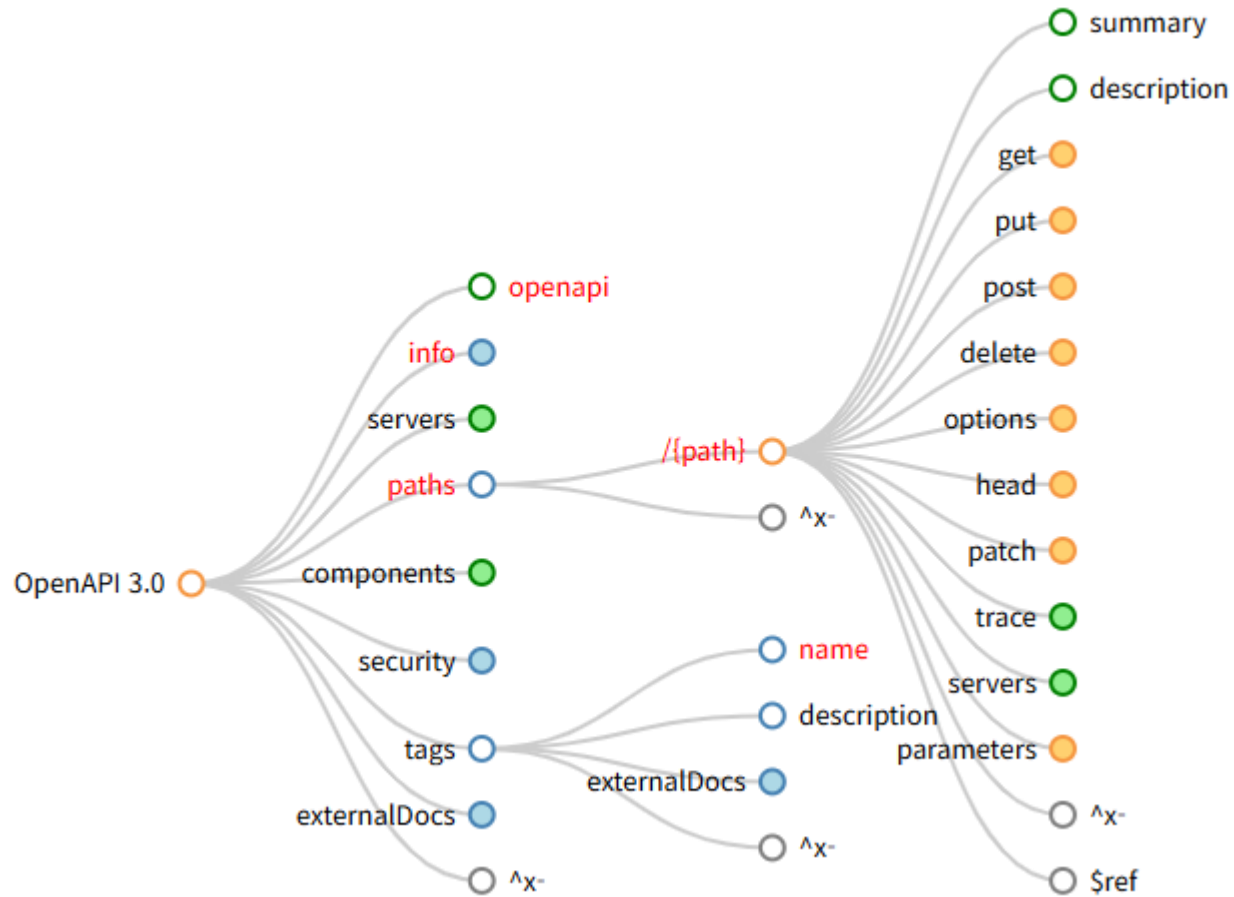 OpenAPI 3.0
openapi
info
servers
paths
components
security
tags
externalDocs
^x-
/{path}
^x-
name
description
externalDocs
^x-
summary
description
get
put
post
delete
options
head
patch
trace
servers
parameters
^x-
$ref